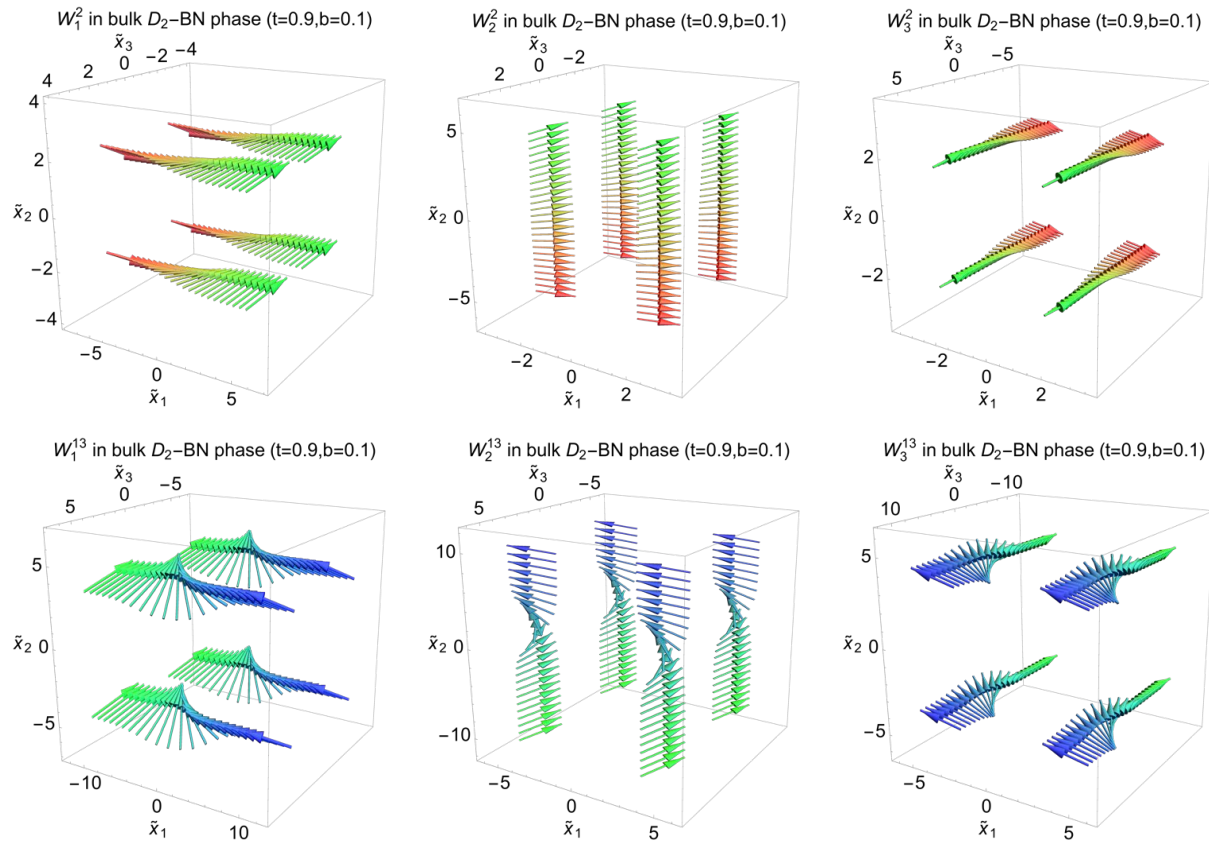 W_1^2 in bulk D_2−BN phase (t=0.9,b=0.1)
x̃_3
4 2 0 −2 −4
4
2
x̃_2 0
−2
−4
−5
0
5
x̃_1
W_2^2 in bulk D_2−BN phase (t=0.9,b=0.1)
x̃_3
2 0 −2
5
x̃_2 0
−5
−2
0
2
x̃_1
W_3^2 in bulk D_2−BN phase (t=0.9,b=0.1)
x̃_3
5 0 −5
2
x̃_2 0
−2
−2
0
2
x̃_1
W_1^13 in bulk D_2−BN phase (t=0.9,b=0.1)
x̃_3
5 0 −5
5
x̃_2 0
−5
−10
0
10
x̃_1
W_2^13 in bulk D_2−BN phase (t=0.9,b=0.1)
x̃_3
5 0 −5
10
x̃_2 0
−10
−5
0
5
x̃_1
W_3^13 in bulk D_2−BN phase (t=0.9,b=0.1)
x̃_3
10 0 −10
5
x̃_2 0
−5
−5
0
5
x̃_1